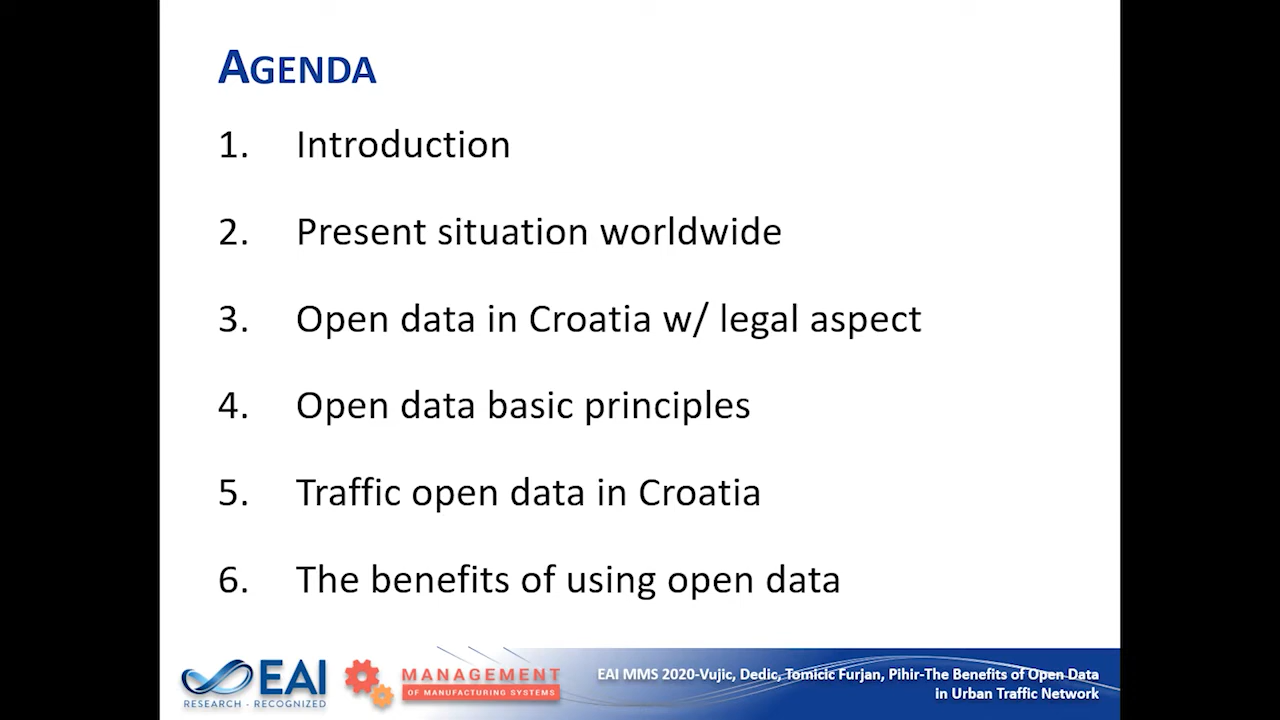 AGENDA
1. Introduction
2. Present situation worldwide
3. Open data in Croatia w/ legal aspect
4. Open data basic principles
5. Traffic open data in Croatia
6. The benefits of using open data
EAI
RESEARCH - RECOGNIZED
MANAGEMENT
OF MANUFACTURING SYSTEMS
EAI MMS 2020-Vujic, Dedic, Tomicic Furjan, Pihir-The Benefits of Open Data
in Urban Traffic Network